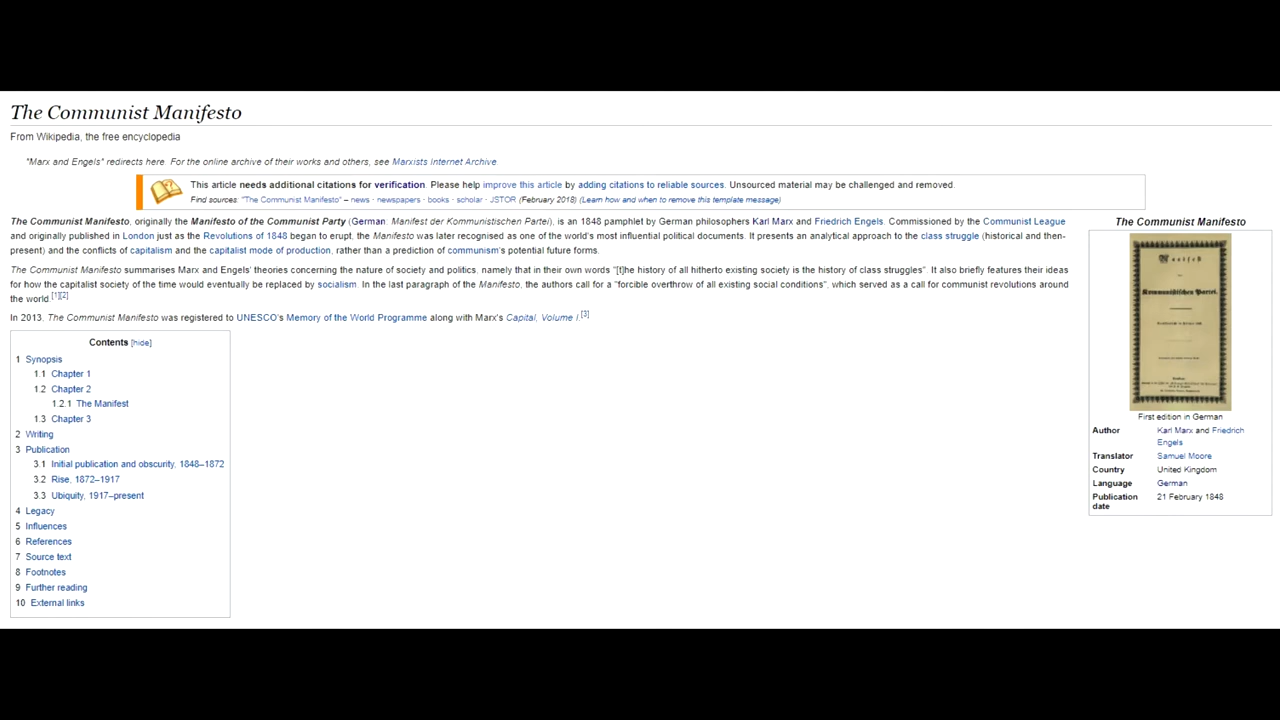 The Communist Manifesto
From Wikipedia, the free encyclopedia
"Marx and Engels" redirects here. For the online archive of their works and others, see Marxists Internet Archive
This article needs additional citations for verification. Please help improve this article by adding citations to reliable sources. Unsourced material may be challenged and removed.
Find sources: "The Communist Manifesto" – news · newspapers · books · scholar · JSTOR (February 2018) (Learn how and when to remove this template message)
The Communist Manifesto, originally the Manifesto of the Communist Party (German: Manifest der Kommunistischen Partei), is an 1848 pamphlet by German philosophers Karl Marx and Friedrich Engels. Commissioned by the Communist League
and originally published in London just as the Revolutions of 1848 began to erupt, the Manifesto was later recognised as one of the world's most influential political documents. It presents an analytical approach to the class struggle (historical and then-
present) and the conflicts of capitalism and the capitalist mode of production, rather than a prediction of communism's potential future forms.
The Communist Manifesto summarises Marx and Engels' theories concerning the nature of society and politics, namely that in their own words "[t]he history of all hitherto existing society is the history of class struggles". It also briefly features their ideas
for how the capitalist society of the time would eventually be replaced by socialism. In the last paragraph of the Manifesto, the authors call for a "forcible overthrow of all existing social conditions", which served as a call for communist revolutions around
the world.[1][2]
In 2013, The Communist Manifesto was registered to UNESCO's Memory of the World Programme along with Marx's Capital, Volume I.[3]
Contents [hide]
1 Synopsis
1.1 Chapter 1
1.2 Chapter 2
1.2.1 The Manifest
1.3 Chapter 3
2 Writing
3 Publication
3.1 Initial publication and obscurity, 1848–1872
3.2 Rise, 1872–1917
3.3 Ubiquity, 1917–present
4 Legacy
5 Influences
6 References
7 Source text
8 Footnotes
9 Further reading
10 External links
The Communist Manifesto
Manifest
Kommunistischen Partei.
First edition in German
Author Karl Marx and Friedrich
Engels
Translator Samuel Moore
Country United Kingdom
Language German
Publication 21 February 1848
date